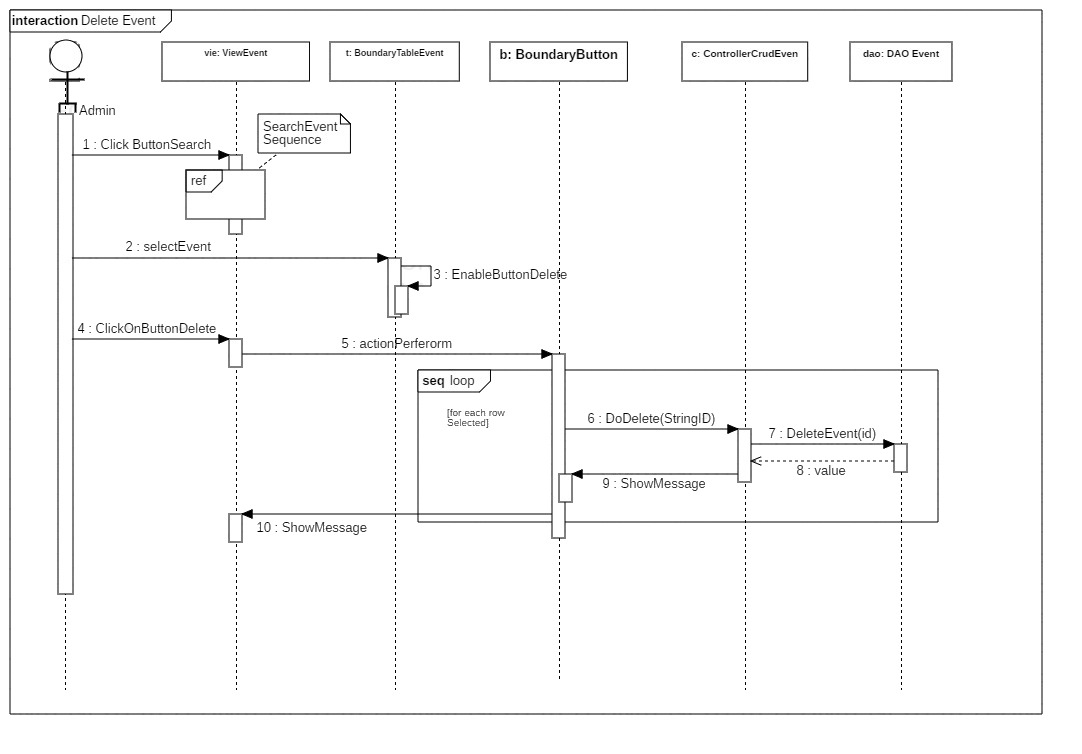 interaction Delete Event
vie: ViewEvent
t: BoundaryTableEvent
b: BoundaryButton
c: ControllerCrudEven
dao: DAO Event
Admin
SearchEvent
Sequence
1 : Click ButtonSearch
ref
2 : selectEvent
3 : EnableButtonDelete
4 : ClickOnButtonDelete
5 : actionPerferorm
seq loop
[for each row
Selected]
6 : DoDelete(StringID)
7 : DeleteEvent(id)
8 : value
9 : ShowMessage
10 : ShowMessage